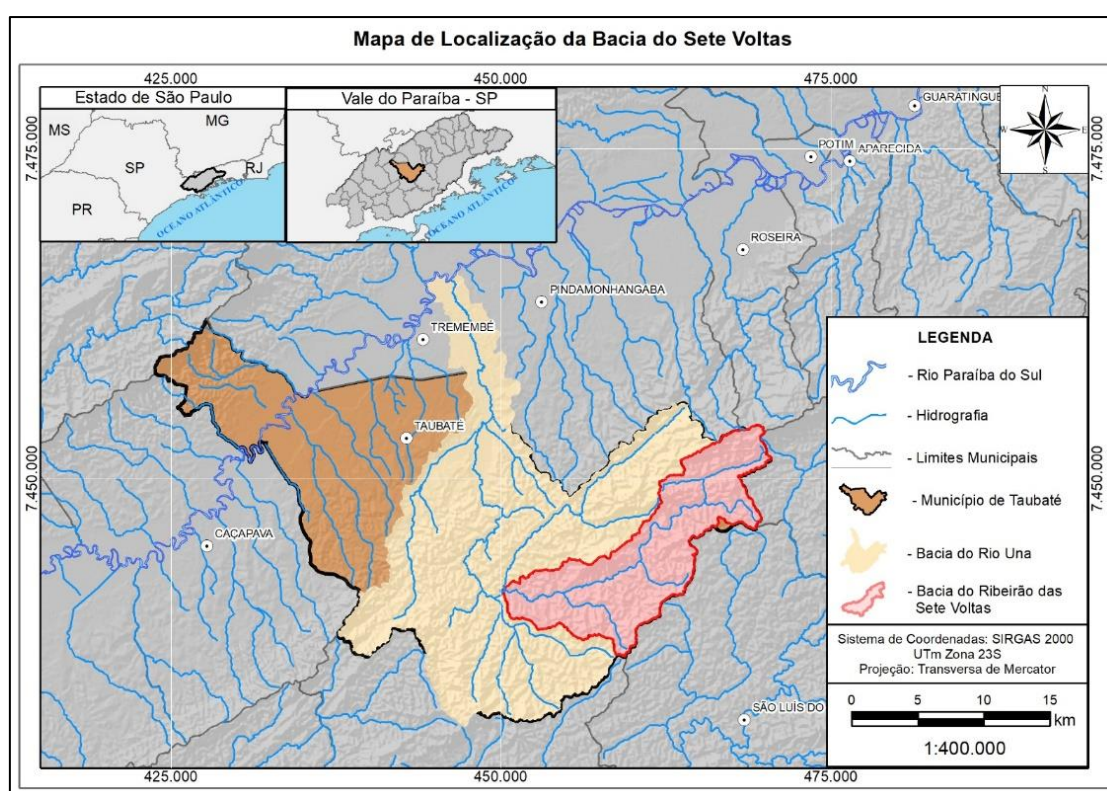 Mapa de Localização da Bacia do Sete Voltas
425.000
450.000
475.000
Estado de São Paulo
MS
MG
SP
RJ
PR
OCEANO ATLÂNTICO
Vale do Paraíba - SP
OCEANO ATLÂNTICO
N
W
E
S
7.475.000
7.475.000
GUARATINGUE
POTIM
APARECIDA
ROSEIRA
PINDAMONHANGABA
TREMEMBÉ
TAUBATÉ
CAÇAPAVA
SÃO LUÍS DO
7.450.000
7.450.000
LEGENDA
- Rio Paraíba do Sul
- Hidrografia
- Limites Municipais
- Município de Taubaté
- Bacia do Rio Una
- Bacia do Ribeirão das
Sete Voltas
Sistema de Coordenadas: SIRGAS 2000
UTm Zona 23S
Projeção: Transversa de Mercator
0 5 10 15
km
1:400.000
425.000
450.000
475.000